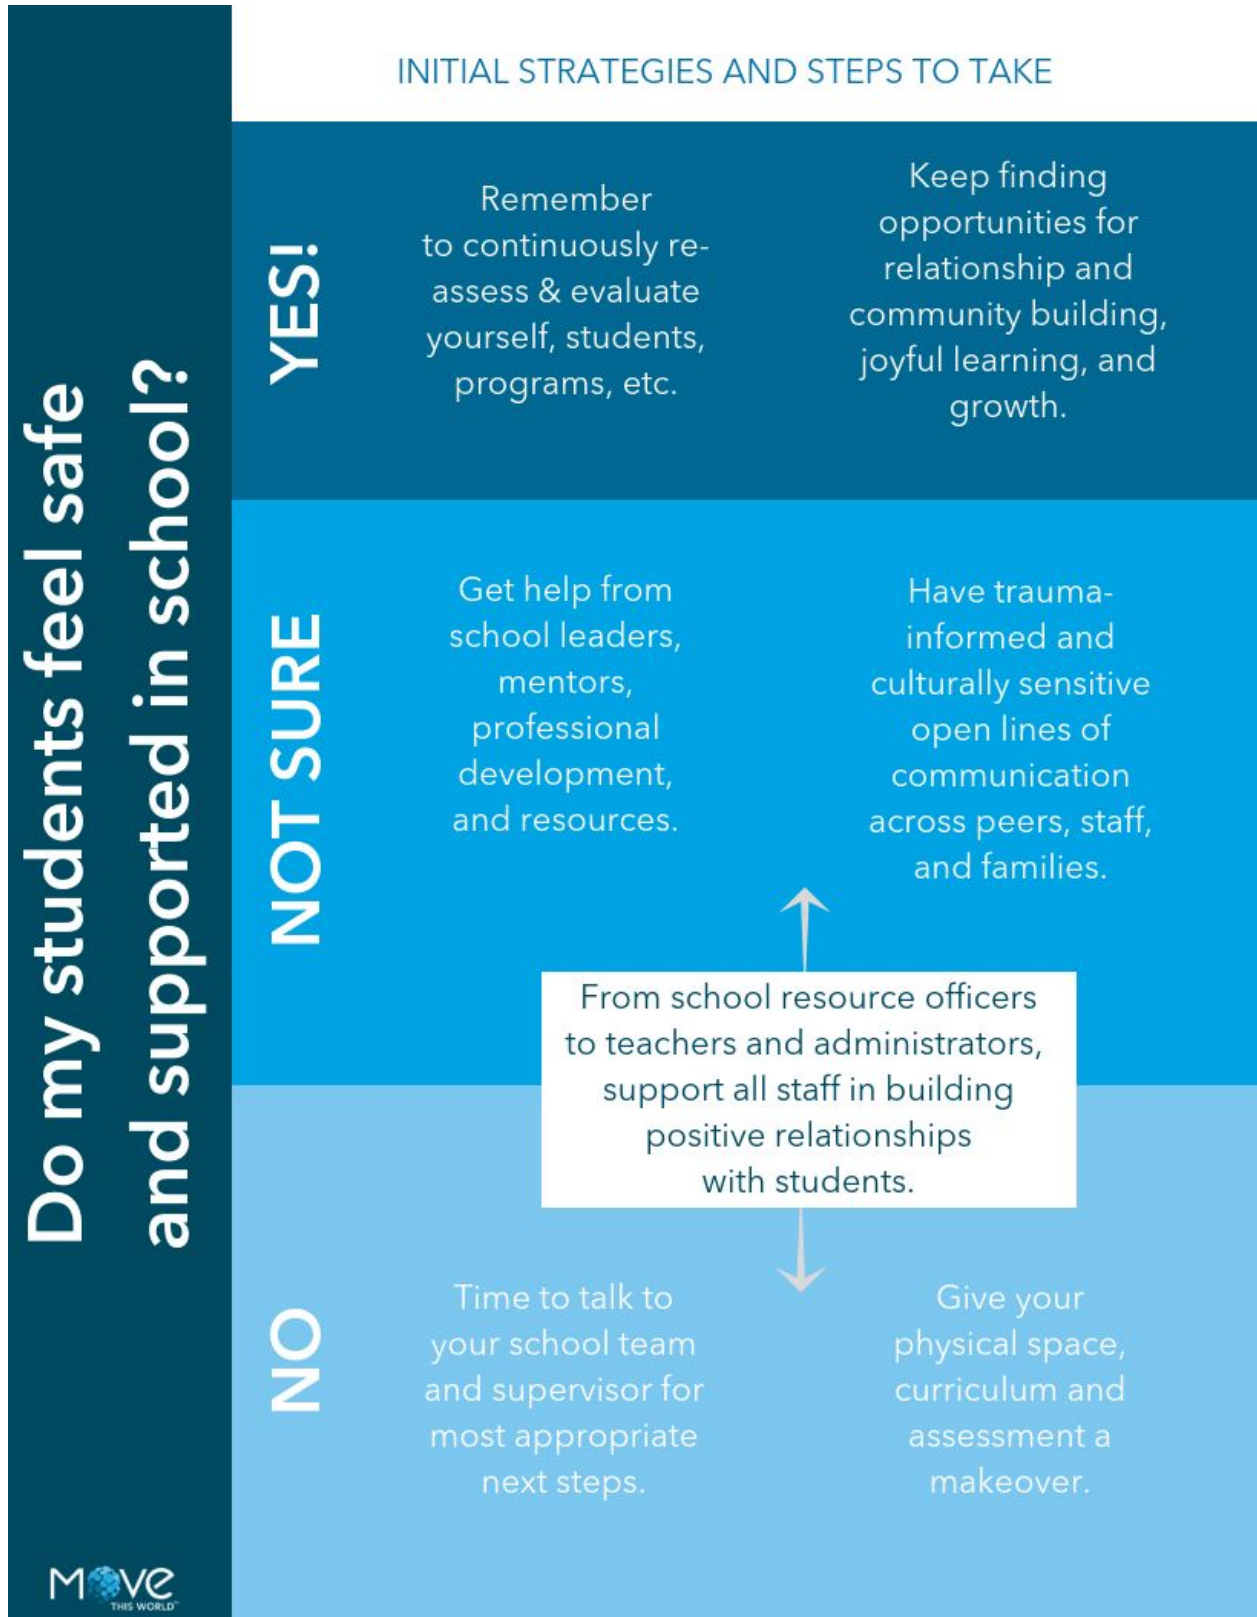 Do my students feel safe
and supported in school?
INITIAL STRATEGIES AND STEPS TO TAKE
YES!
Remember
to continuously re-
assess & evaluate
yourself, students,
programs, etc.
Keep finding
opportunities for
relationship and
community building,
joyful learning, and
growth.
NOT SURE
Get help from
school leaders,
mentors,
professional
development,
and resources.
Have trauma-
informed and
culturally sensitive
open lines of
communication
across peers, staff,
and families.
From school resource officers
to teachers and administrators,
support all staff in building
positive relationships
with students.
NO
Time to talk to
your school team
and supervisor for
most appropriate
next steps.
Give your
physical space,
curriculum and
assessment a
makeover.
MOVE
THIS WORLD™